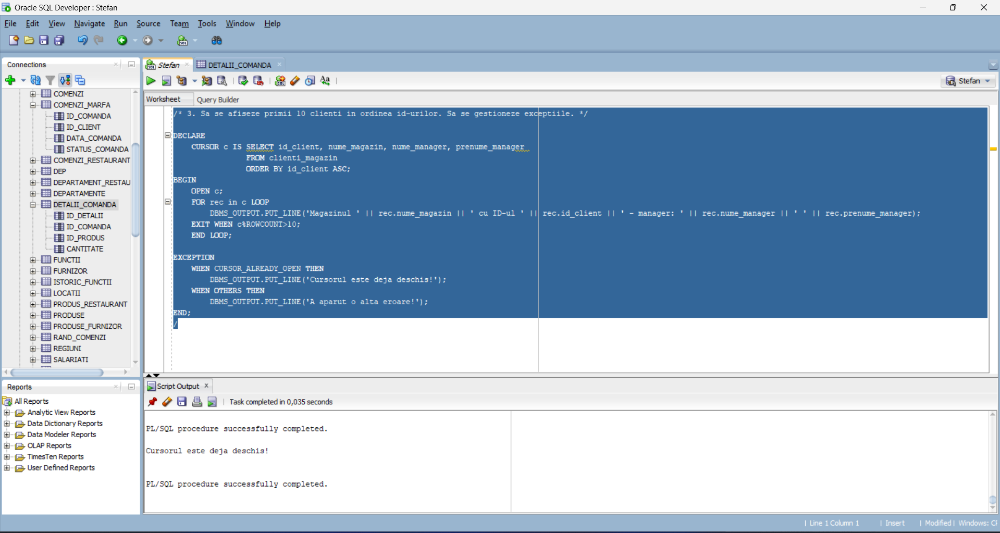 Oracle SQL Developer : Stefan
File Edit View Navigate Run Source Team Tools Window Help
Connections
COMENZI
COMENZI_MARFA
ID_COMANDA
ID_CLIENT
DATA_COMANDA
STATUS_COMANDA
COMENZI_RESTAURANT
DEP
DEPARTAMENT_RESTAU
DEPARTAMENTE
DETALII_COMANDA
ID_DETALII
ID_COMANDA
ID_PRODUS
CANTITATE
FUNCTII
FURNIZOR
ISTORIC_FUNCTII
LOCATII
PRODUS_RESTAURANT
PRODUSE
PRODUSE_FURNIZOR
RAND_COMENZI
REGIUNI
SALARIATI
Reports
All Reports
Analytic View Reports
Data Dictionary Reports
Data Modeler Reports
OLAP Reports
TimesTen Reports
User Defined Reports
Stefan DETALII_COMANDA
Stefan
Worksheet Query Builder
/* 3. Sa se afiseze primii 10 clienti in ordinea id-urilor. Sa se gestioneze exceptiile. */
DECLARE
CURSOR c IS SELECT id_client, nume_magazin, nume_manager, prenume_manager
FROM clienti_magazin
ORDER BY id_client ASC;
BEGIN
OPEN c;
FOR rec in c LOOP
DBMS_OUTPUT.PUT_LINE('Magazinul ' || rec.nume_magazin || ' cu ID-ul ' || rec.id_client || ' - manager: ' || rec.nume_manager || ' ' || rec.prenume_manager);
EXIT WHEN c%ROWCOUNT>10;
END LOOP;
EXCEPTION
WHEN CURSOR_ALREADY_OPEN THEN
DBMS_OUTPUT.PUT_LINE('Cursorul este deja deschis!');
WHEN OTHERS THEN
DBMS_OUTPUT.PUT_LINE('A aparut o alta eroare!');
END;
/
Script Output
Task completed in 0,035 seconds
PL/SQL procedure successfully completed.
Cursorul este deja deschis!
PL/SQL procedure successfully completed.
Line 1 Column 1 | Insert | Modified | Windows: